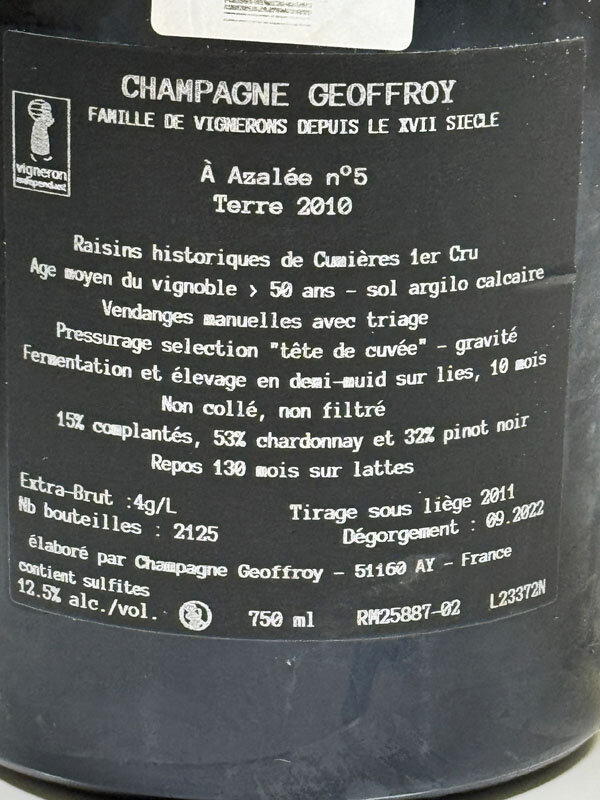 CHAMPAGNE GEOFFROY
FAMILLE DE VIGNERONS DEPUIS LE XVII SIECLE
vigneron
indépendant
À Azalée n°5
Terre 2010
Raisins historiques de Cumières 1er Cru
Age moyen du vignoble > 50 ans - sol argilo calcaire
Vendanges manuelles avec triage
Pressurage selection "tête de cuvée" - gravité
Fermentation et élevage en demi-muid sur lies, 10 mois
Non collé, non filtré
15% complantés, 53% chardonnay et 32% pinot noir
Repos 130 mois sur lattes
Extra-Brut :4g/L
Tirage sous liège 2011
Nb bouteilles : 2125
Dégorgement : 09.2022
élaboré par Champagne Geoffroy - 51160 AY - France
contient sulfites
12.5% alc./vol.
750 ml
RM25887-02
L23372N